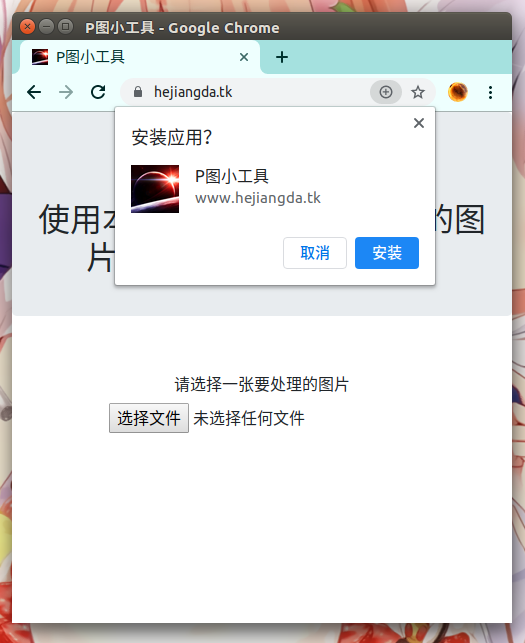 P图小工具 - Google Chrome
P图小工具
hejiangda.tk
安装应用？
P图小工具
www.hejiangda.tk
取消 安装
使用 的图
片
请选择一张要处理的图片
选择文件 未选择任何文件